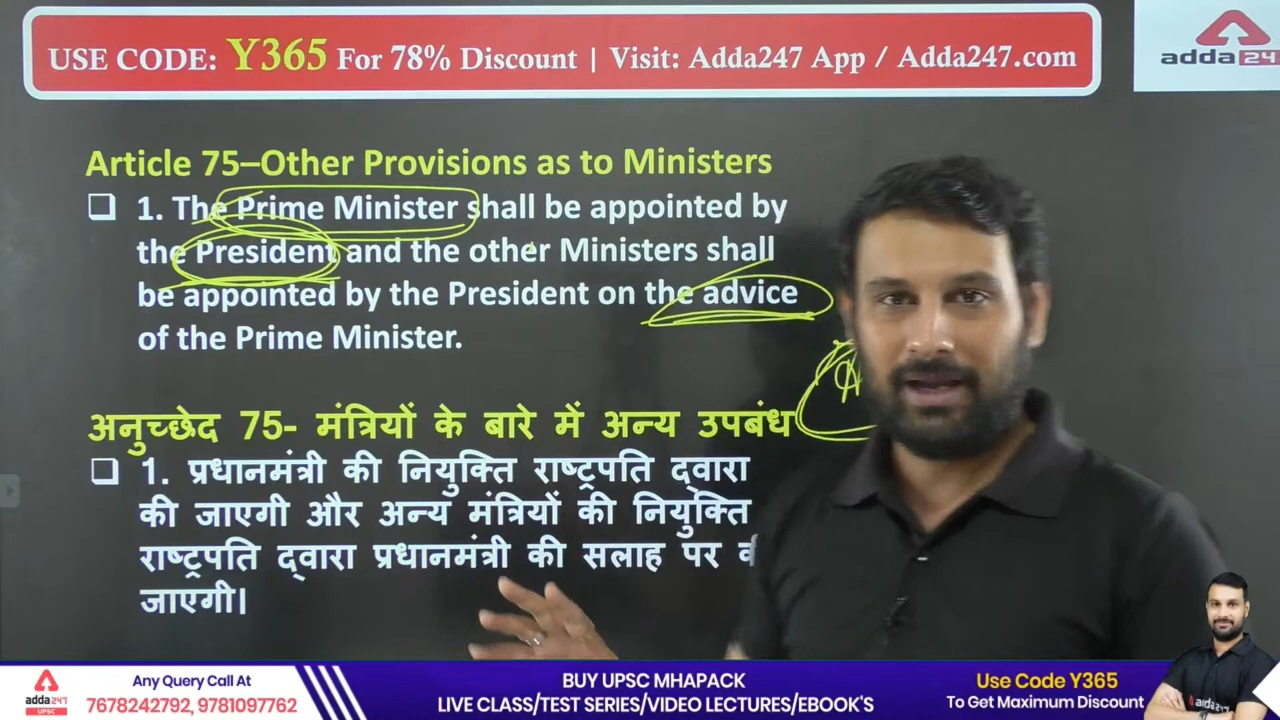 USE CODE: Y365 For 78% Discount | Visit: Adda247 App / Adda247.com
adda24
Article 75–Other Provisions as to Ministers
1. The Prime Minister shall be appointed by
the President and the other Ministers shall
be appointed by the President on the advice
of the Prime Minister.
अनुच्छेद 75- मंत्रियों के बारे में अन्य उपबंध
1. प्रधानमंत्री की नियुक्ति राष्ट्रपति द्वारा
की जाएगी और अन्य मंत्रियों की नियुक्ति
राष्ट्रपति द्वारा प्रधानमंत्री की सलाह पर
जाएगी।
adda247
UPSC
Any Query Call At
7678242792, 9781097762
BUY UPSC MHAPACK
LIVE CLASS/TEST SERIES/VIDEO LECTURES/EBOOK'S
Use Code Y365
To Get Maximum Discount